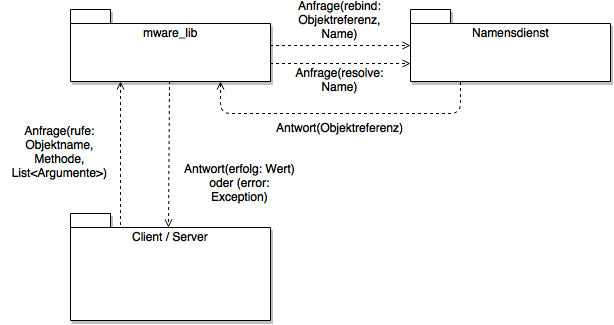 Anfrage(rebind:
Objektreferenz,
Name)
mware_lib
Namensdienst
Anfrage(resolve:
Name)
Antwort(Objektreferenz)
Anfrage(rufe:
Objektname,
Methode,
List<Argumente>)
Antwort(erfolg: Wert)
oder (error:
Exception)
Client / Server